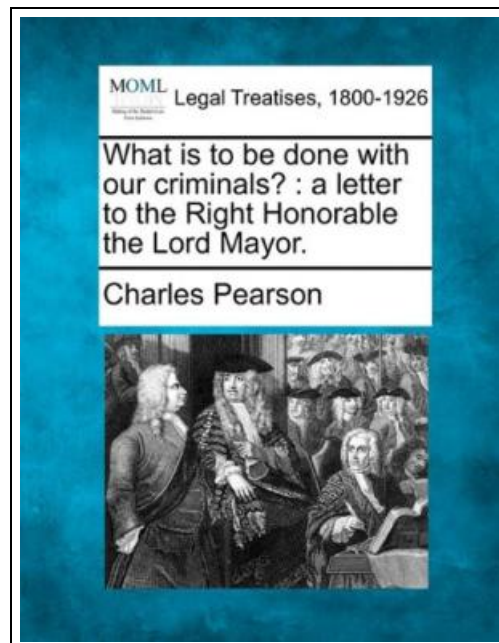 MOML
Legal Treatises, 1800-1926
What is to be done with
our criminals? : a letter
to the Right Honorable
the Lord Mayor.
Charles Pearson